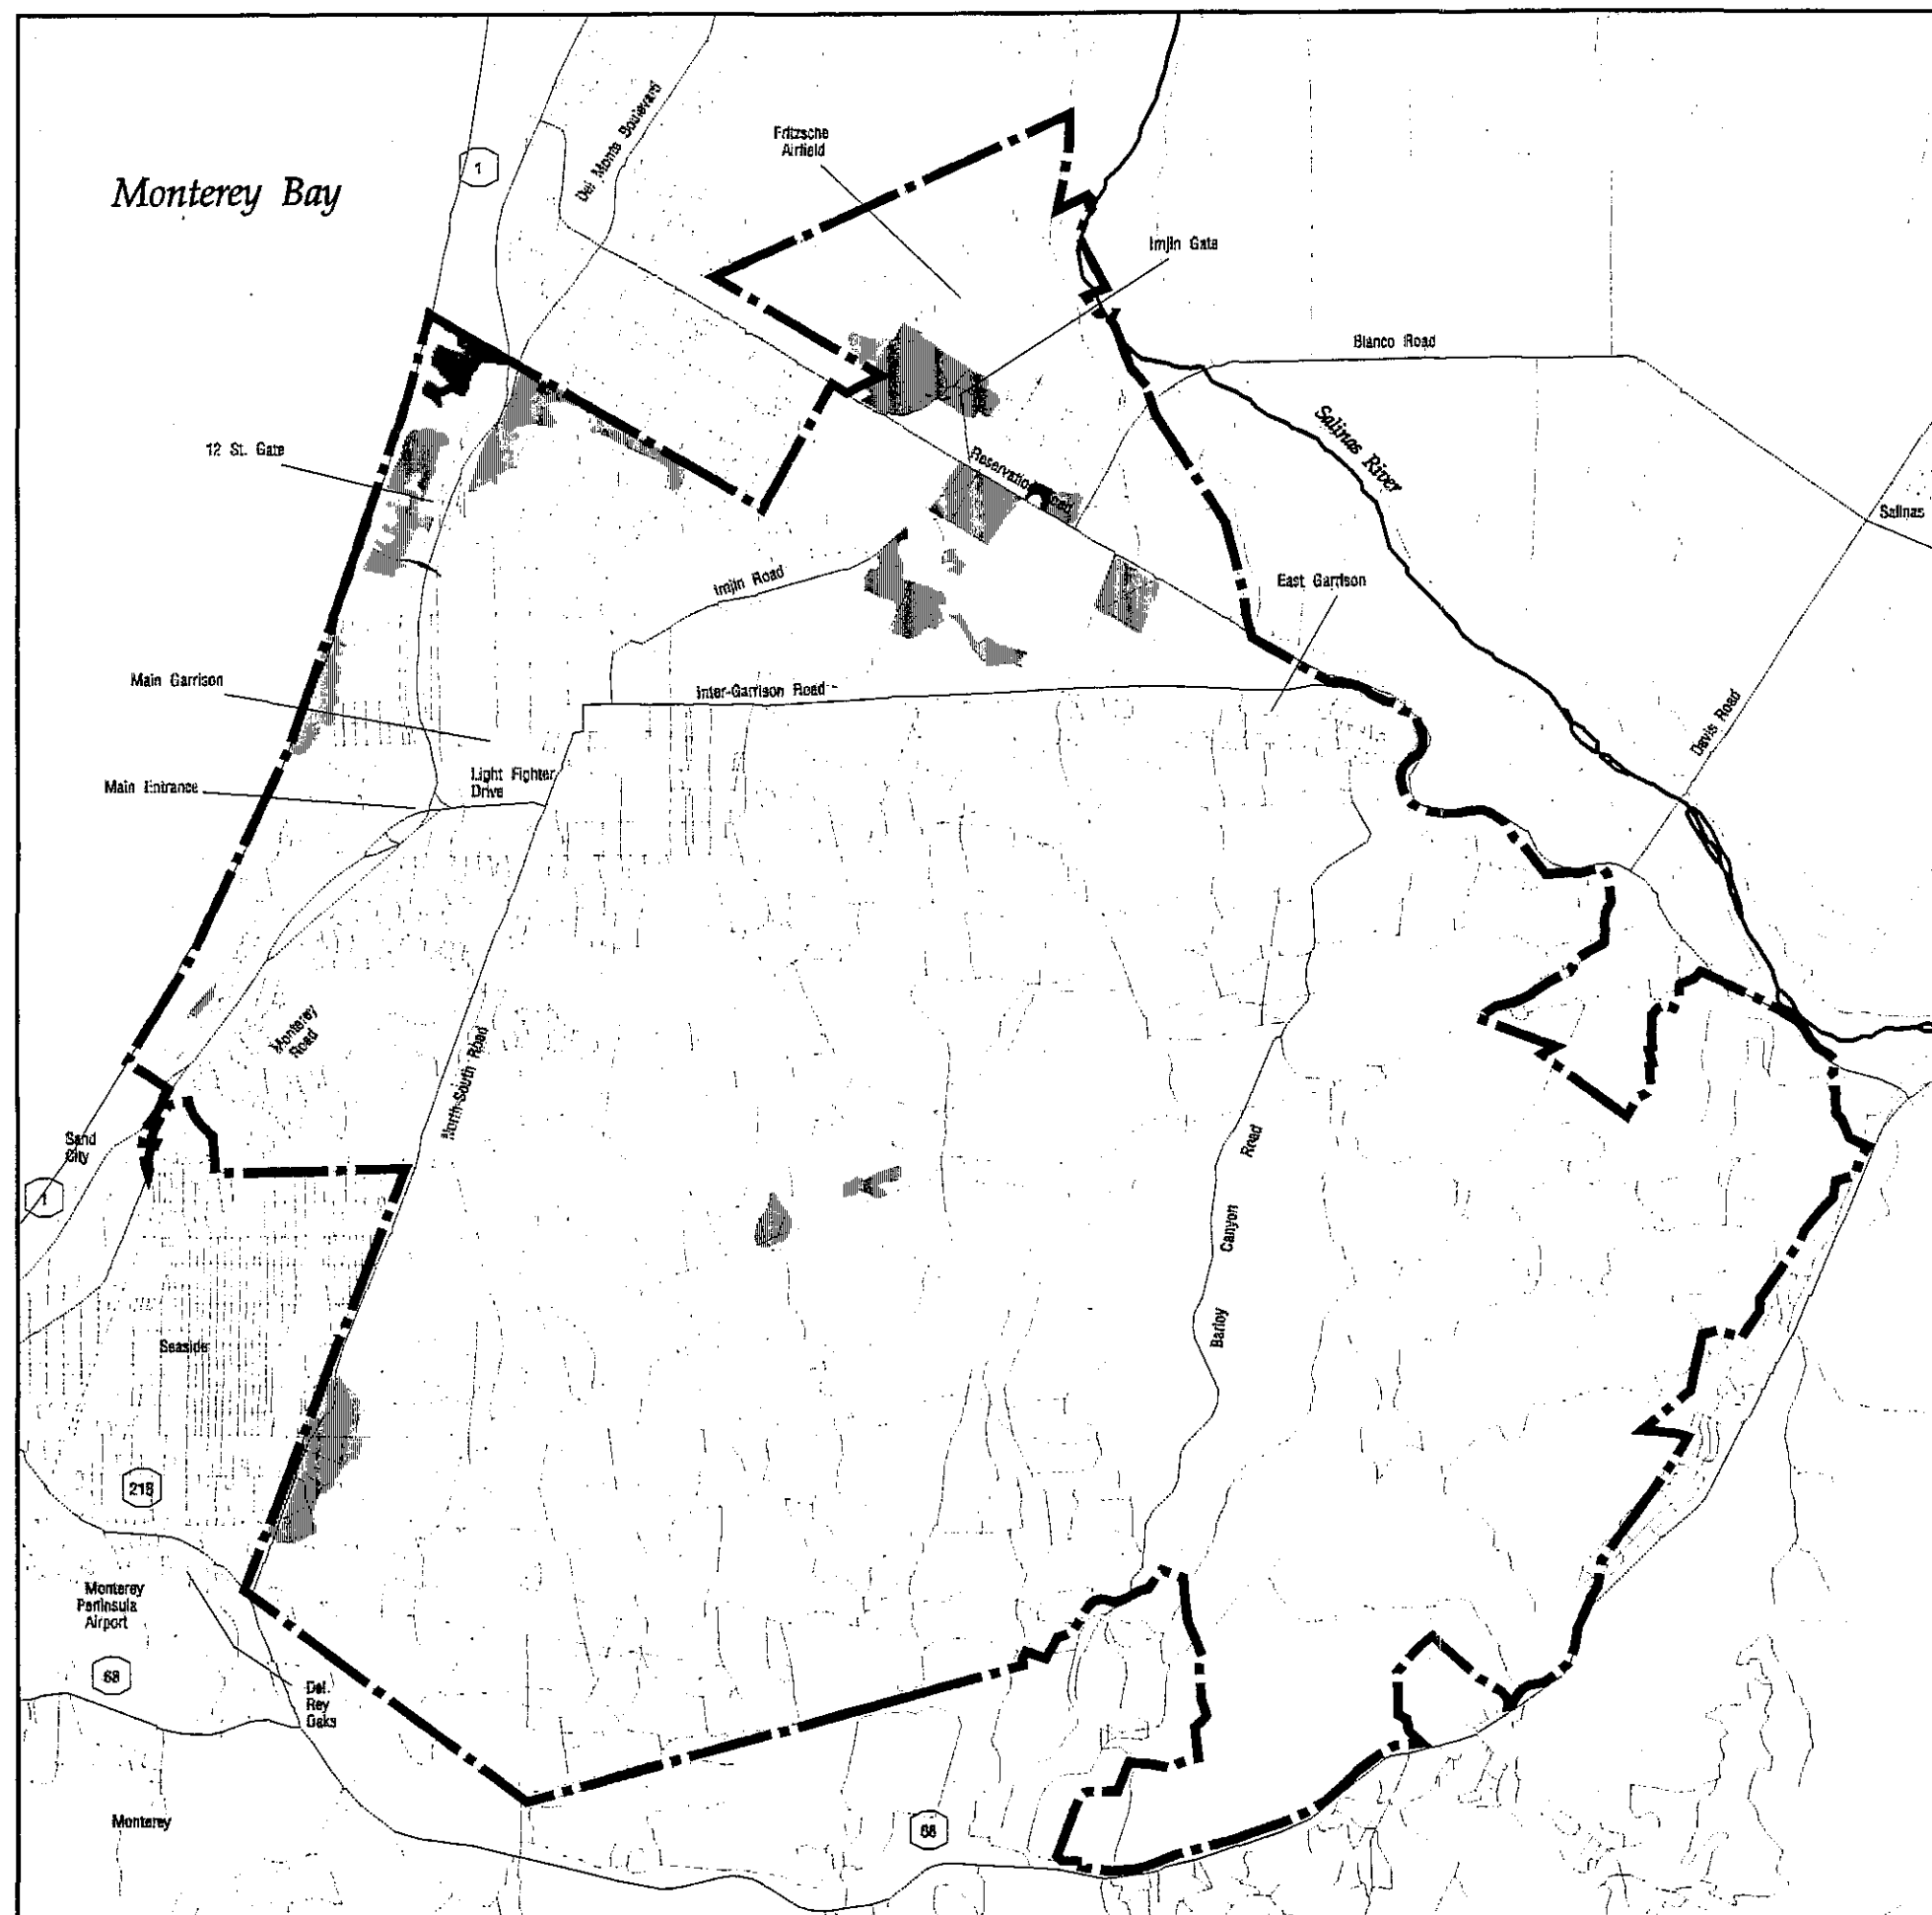 Fritzsche
Airfield
Del Monte Boulevard
1
Monterey Bay
Imjin Gate
Blanco Road
12 St. Gate
Salinas River
Reservation Road
Salinas
Imjin Road
East Garrison
Main Garrison
Inter-Garrison Road
Davis Road
Main Entrance
Light Fighter
Drive
Monterey
Road
North-South Road
Sand
City
1
Barloy Canyon Road
Seaside
218
Monterey
Peninsula
Airport
68
Del
Rey
Oaks
Monterey
68